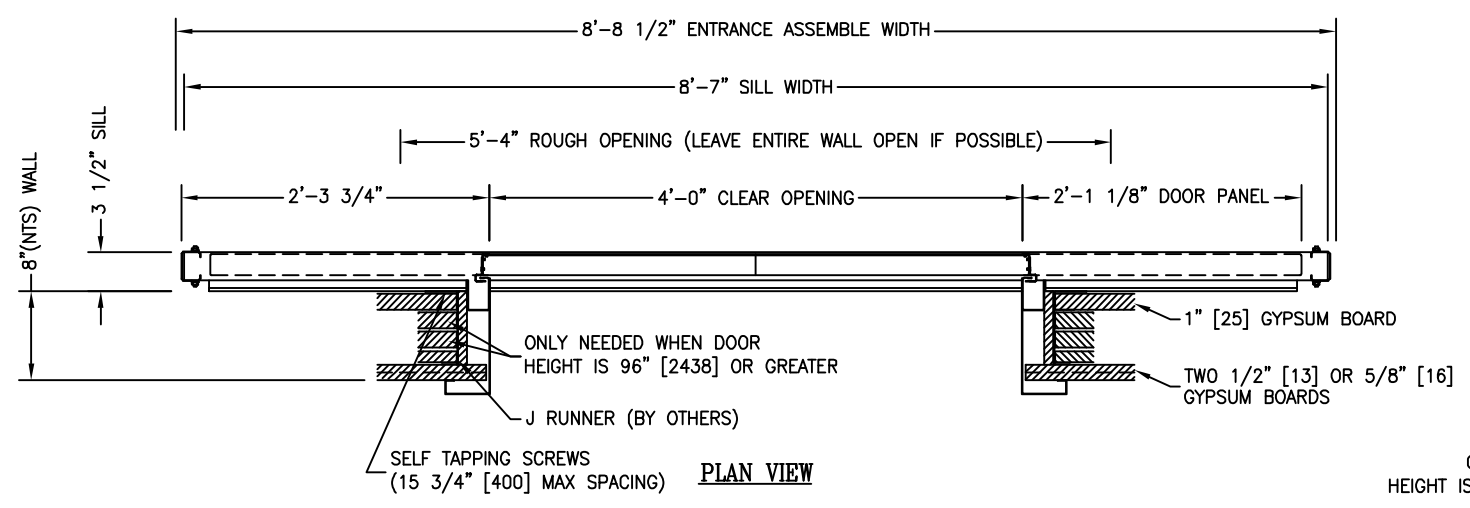 8'-8 1/2" ENTRANCE ASSEMBLE WIDTH
8'-7" SILL WIDTH
5'-4" ROUGH OPENING (LEAVE ENTIRE WALL OPEN IF POSSIBLE)
8"(NTS) WALL
3 1/2" SILL
2'-3 3/4"
4'-0" CLEAR OPENING
2'-1 1/8" DOOR PANEL
1" [25] GYPSUM BOARD
ONLY NEEDED WHEN DOOR
HEIGHT IS 96" [2438] OR GREATER
TWO 1/2" [13] OR 5/8" [16]
GYPSUM BOARDS
J RUNNER (BY OTHERS)
SELF TAPPING SCREWS
(15 3/4" [400] MAX SPACING)
PLAN VIEW
HEIGHT IS